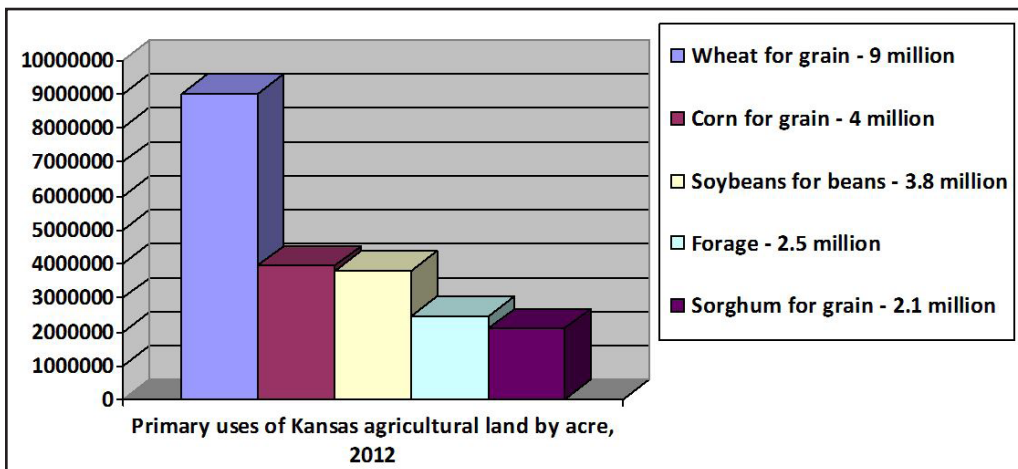 10000000
9000000
8000000
7000000
6000000
5000000
4000000
3000000
2000000
1000000
0
Primary uses of Kansas agricultural land by acre,
2012
Wheat for grain - 9 million
Corn for grain - 4 million
Soybeans for beans - 3.8 million
Forage - 2.5 million
Sorghum for grain - 2.1 million